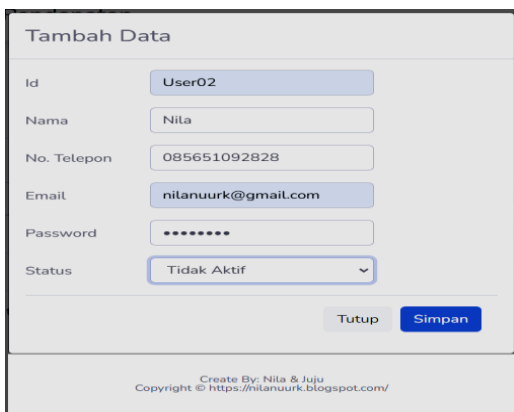 Tambah Data
Id User02
Nama Nila
No. Telepon 085651092828
Email nilanuurk@gmail.com
Password ••••••••
Status Tidak Aktif
Tutup Simpan
Create By: Nila & Juju
Copyright © https://nilanuurk.blogspot.com/